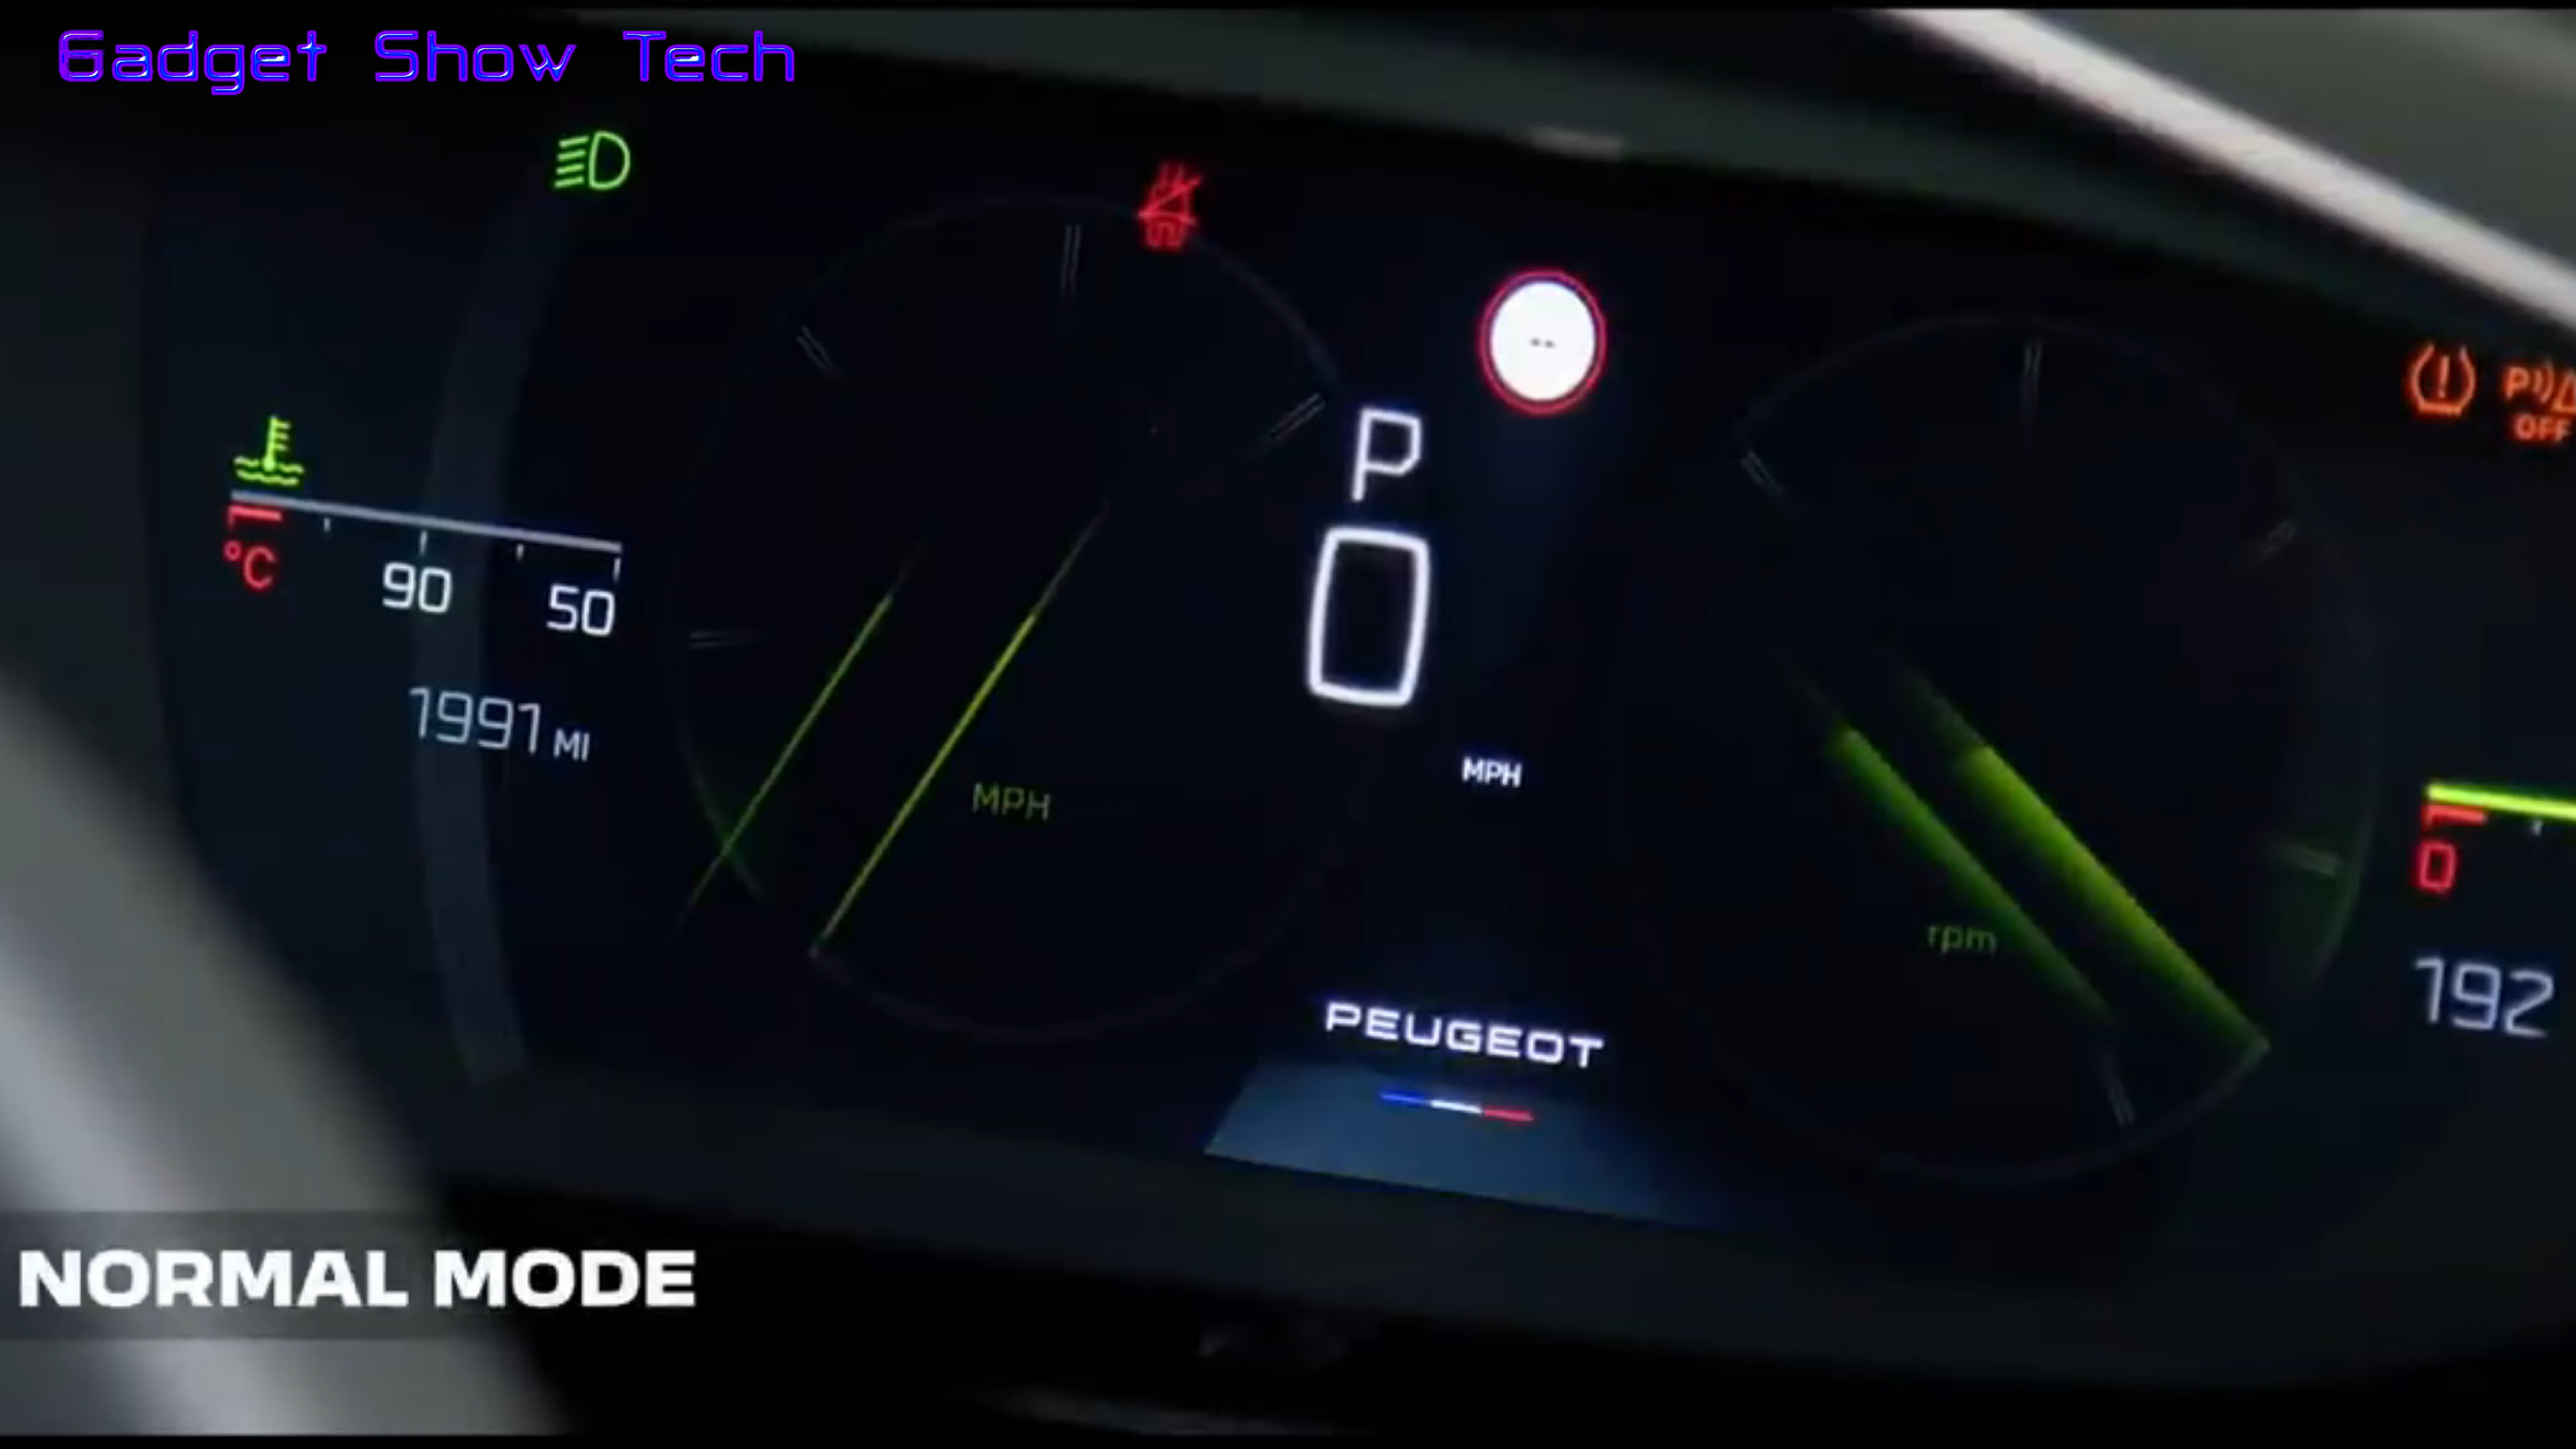 Gadget Show Tech
P
OFF
--
P
0
MPH
°C
90
50
1991 MI
MPH
rpm
0
192
PEUGEOT
NORMAL MODE